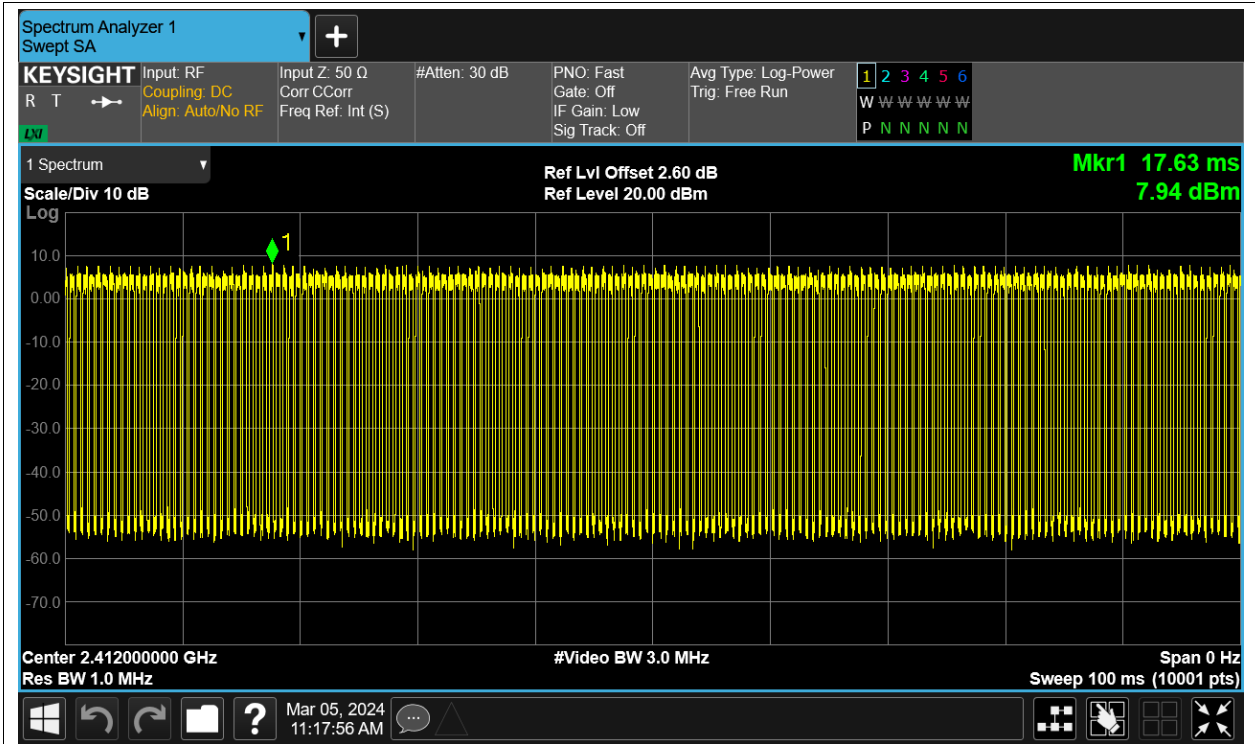 Spectrum Analyzer 1
Swept SA
KEYSIGHT
R T
LXI
Input: RF
Coupling: DC
Align: Auto/No RF
Input Z: 50 Ω
Corr CCorr
Freq Ref: Int (S)
#Atten: 30 dB
PNO: Fast
Gate: Off
IF Gain: Low
Sig Track: Off
Avg Type: Log-Power
Trig: Free Run
1 2 3 4 5 6
W W W W W W
P N N N N N
1 Spectrum
Scale/Div 10 dB
Log
Ref Lvl Offset 2.60 dB
Ref Level 20.00 dBm
Mkr1 17.63 ms
7.94 dBm
1
10.0
0.00
-10.0
-20.0
-30.0
-40.0
-50.0
-60.0
-70.0
Center 2.412000000 GHz
Res BW 1.0 MHz
#Video BW 3.0 MHz
Span 0 Hz
Sweep 100 ms (10001 pts)
?
Mar 05, 2024
11:17:56 AM